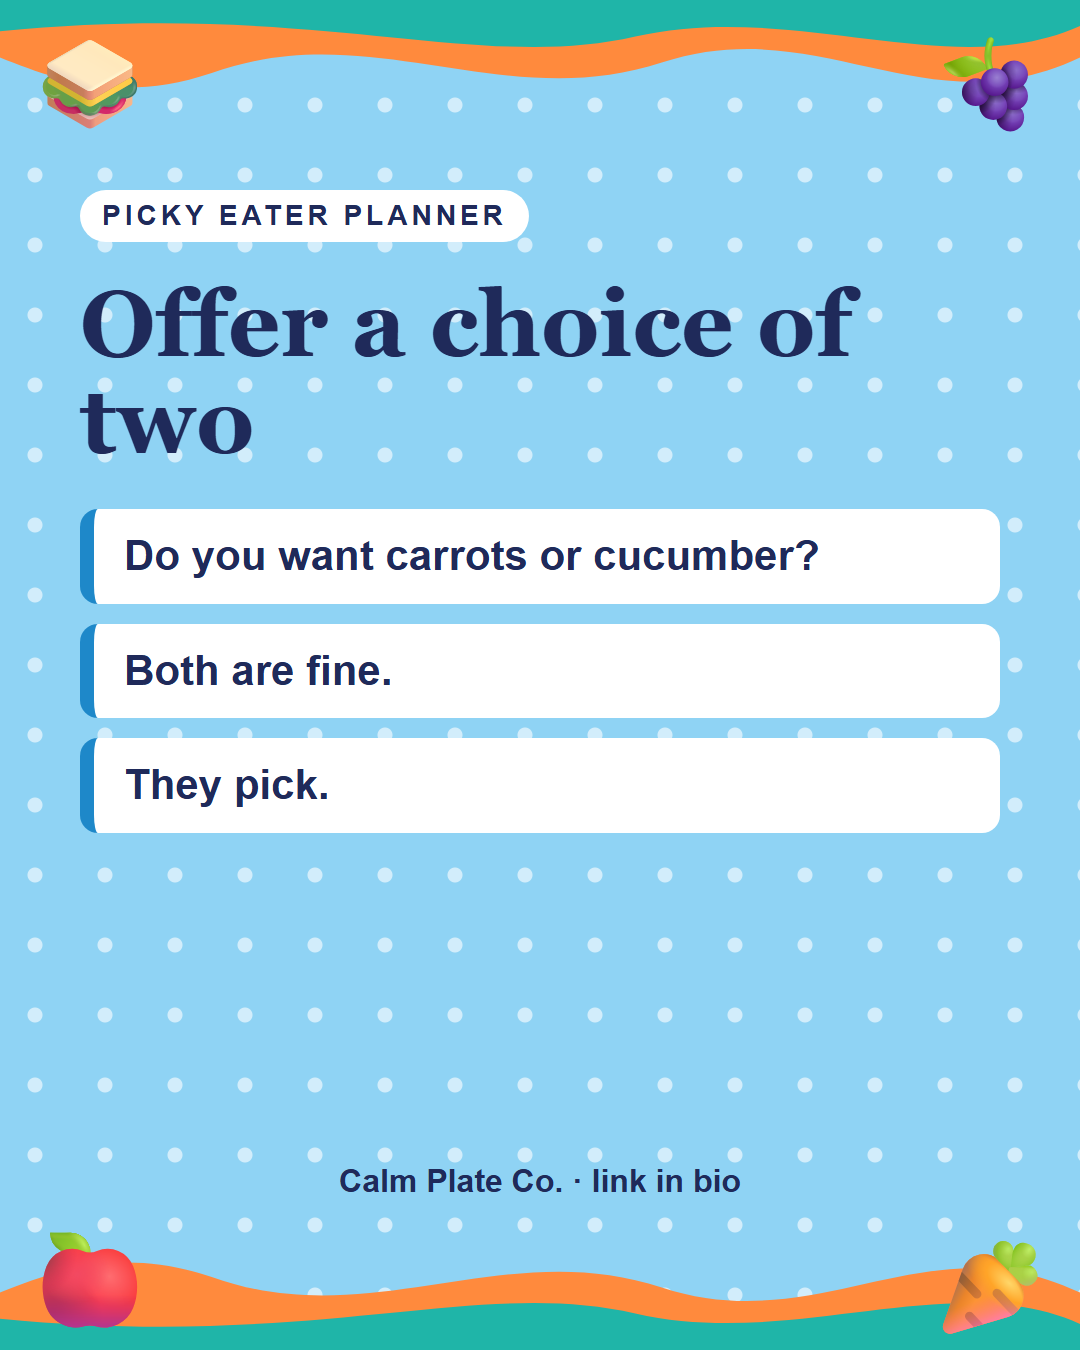 PICKY EATER PLANNER
Offer a choice of
two
Do you want carrots or cucumber?
Both are fine.
They pick.
Calm Plate Co. · link in bio